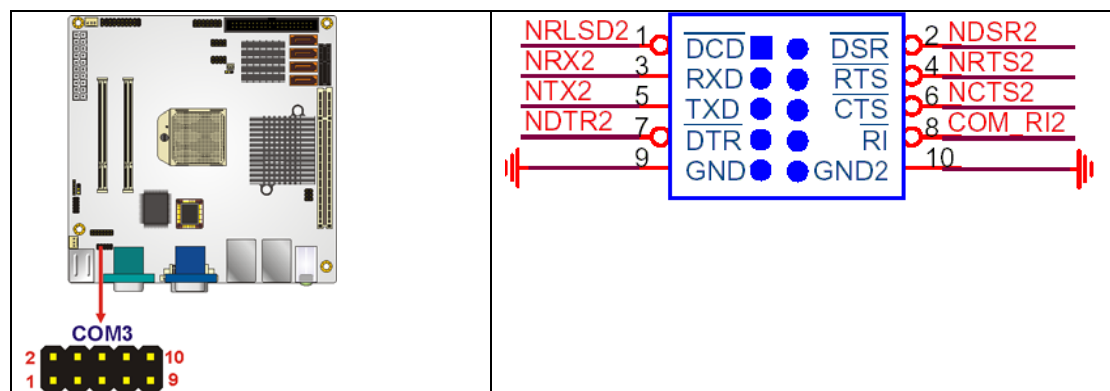 COM3
2 10
1 9
NRLSD2 1 DCD DSR 2 NDSR2
NRX2 3 RXD RTS 4 NRTS2
NTX2 5 TXD CTS 6 NCTS2
NDTR2 7 DTR RI 8 COM_RI2
9 GND GND2 10